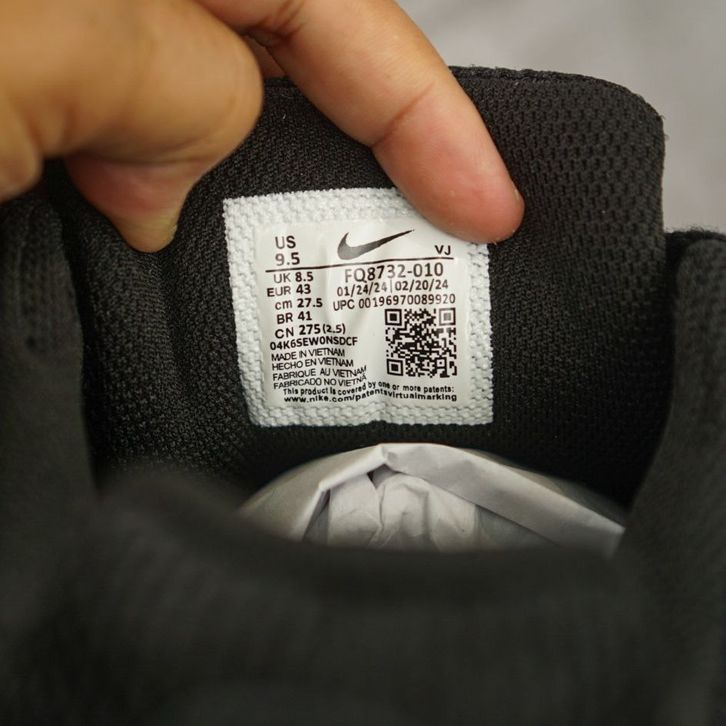 US
9.5
VJ
UK 8.5
FQ8732-010
EUR 43
01/24/24 02/20/24
cm 27.5
UPC 00196970089920
BR 41
CN 275(2.5)
04K6SEW0NSDCF
MADE IN VIETNAM
HECHO EN VIETNAM
FABRIQUE AU VIETNAM
FABRICADO NO VIETNA
This product is covered by one or more patents:
www.nike.com/patentsvirtualmarking